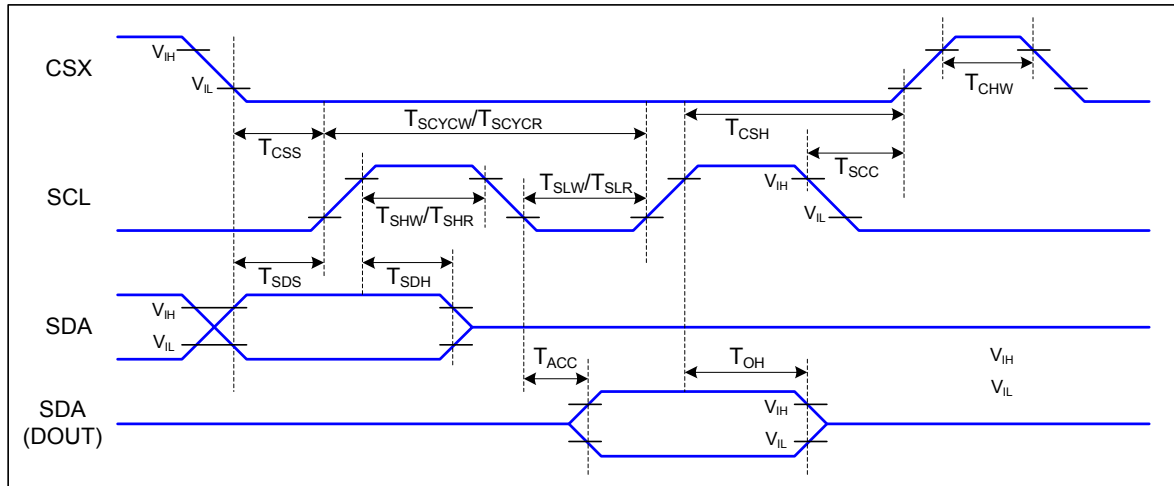 CSX
VIH
VIL
TCHW
TSCYCW/TSCYCR
TCSS
TCSH
TSCC
SCL
TSLW/TSLR
VIH
VIL
TSHW/TSHR
TSDS
TSDH
SDA
VIH
VIL
TACC
TOH
VIH
VIL
SDA
(DOUT)
VIH
VIL